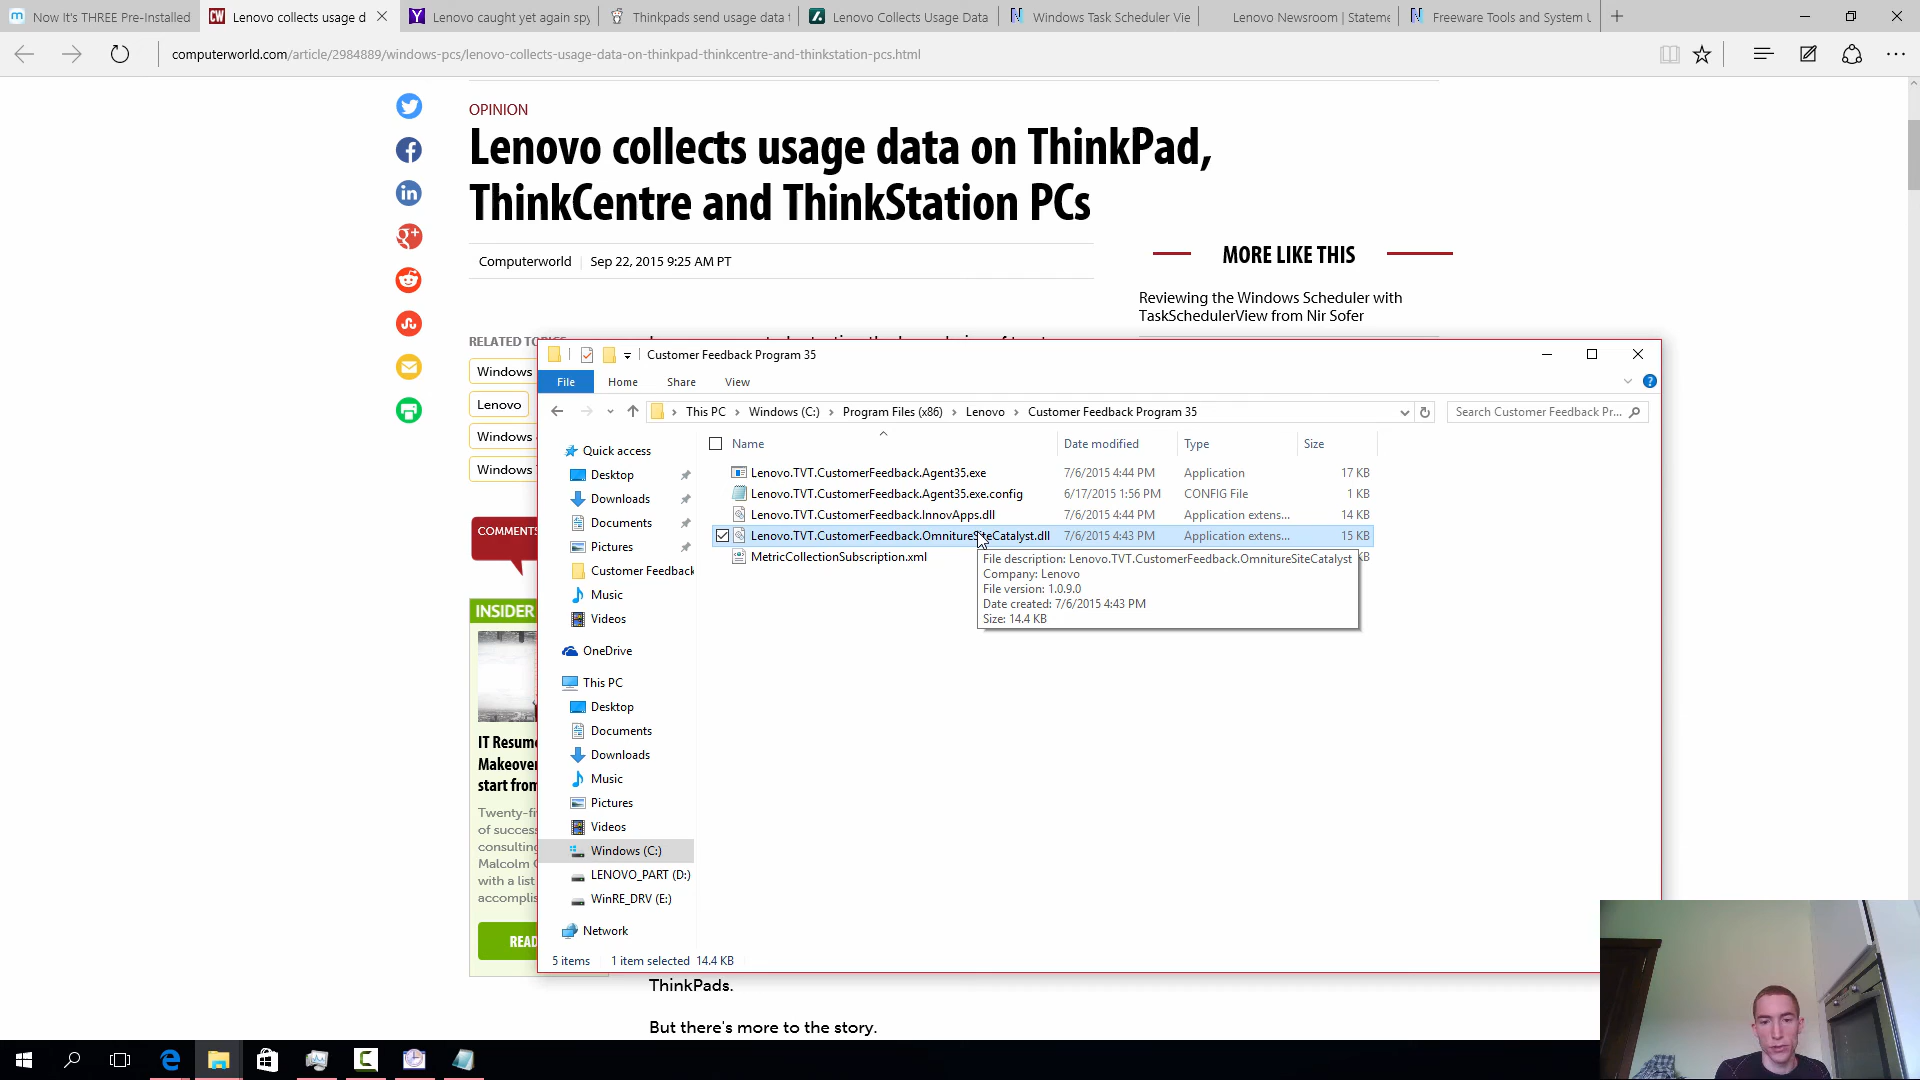 Now It's THREE Pre-Installed
Lenovo collects usage d
Lenovo caught yet again spy
Thinkpads send usage data t
Lenovo Collects Usage Data
Windows Task Scheduler Vie
Lenovo Newsroom | Stateme
Freeware Tools and System U
computerworld.com/article/2984889/windows-pcs/lenovo-collects-usage-data-on-thinkpad-thinkcentre-and-thinkstation-pcs.html
OPINION
Lenovo collects usage data on ThinkPad,
ThinkCentre and ThinkStation PCs
Computerworld
Sep 22, 2015 9:25 AM PT
MORE LIKE THIS
Reviewing the Windows Scheduler with
TaskSchedulerView from Nir Sofer
RELATED
Windows
Lenovo
Windows
Windows
COMMENTS
INSIDER
IT Resum
Makeover
start from
Twenty-fi
of succes
consulting
Malcolm
with a list
accomplis
READ
Customer Feedback Program 35
File
Home
Share
View
This PC
Windows (C:)
Program Files (x86)
Lenovo
Customer Feedback Program 35
Search Customer Feedback Pr...
Name
Date modified
Type
Size
Lenovo.TVT.CustomerFeedback.Agent35.exe 7/6/2015 4:44 PM Application 17 KB
Lenovo.TVT.CustomerFeedback.Agent35.exe.config 6/17/2015 1:56 PM CONFIG File 1 KB
Lenovo.TVT.CustomerFeedback.InnovApps.dll 7/6/2015 4:44 PM Application extens... 14 KB
Lenovo.TVT.CustomerFeedback.OmnitureSiteCatalyst.dll 7/6/2015 4:43 PM Application extens... 15 KB
MetricCollectionSubscription.xml KB
File description: Lenovo.TVT.CustomerFeedback.OmnitureSiteCatalyst
Company: Lenovo
File version: 1.0.9.0
Date created: 7/6/2015 4:43 PM
Size: 14.4 KB
Quick access
Desktop
Downloads
Documents
Pictures
Customer Feedback
Music
Videos
OneDrive
This PC
Desktop
Documents
Downloads
Music
Pictures
Videos
Windows (C:)
LENOVO_PART (D:)
WinRE_DRV (E:)
Network
5 items
1 item selected 14.4 KB
ThinkPads.
But there's more to the story.